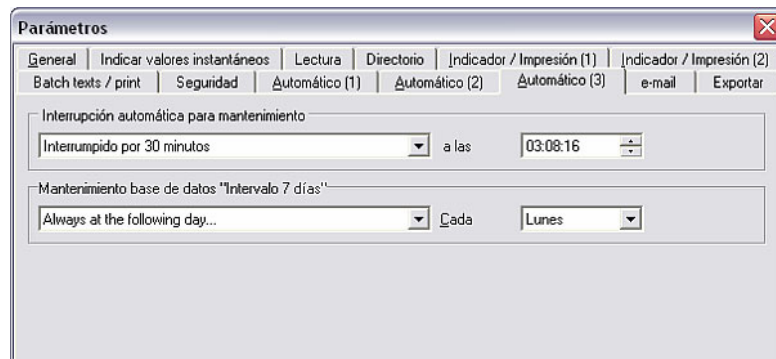 Parámetros
General Indicar valores instantáneos Lectura Directorio Indicador / Impresión (1) Indicador / Impresión (2)
Batch texts / print Seguridad Automático (1) Automático (2) Automático (3) e-mail Exportar
Interrupción automática para mantenimiento
Interrumpido por 30 minutos a las 03:08:16
Mantenimiento base de datos "Intervalo 7 días"
Always at the following day... Cada Lunes